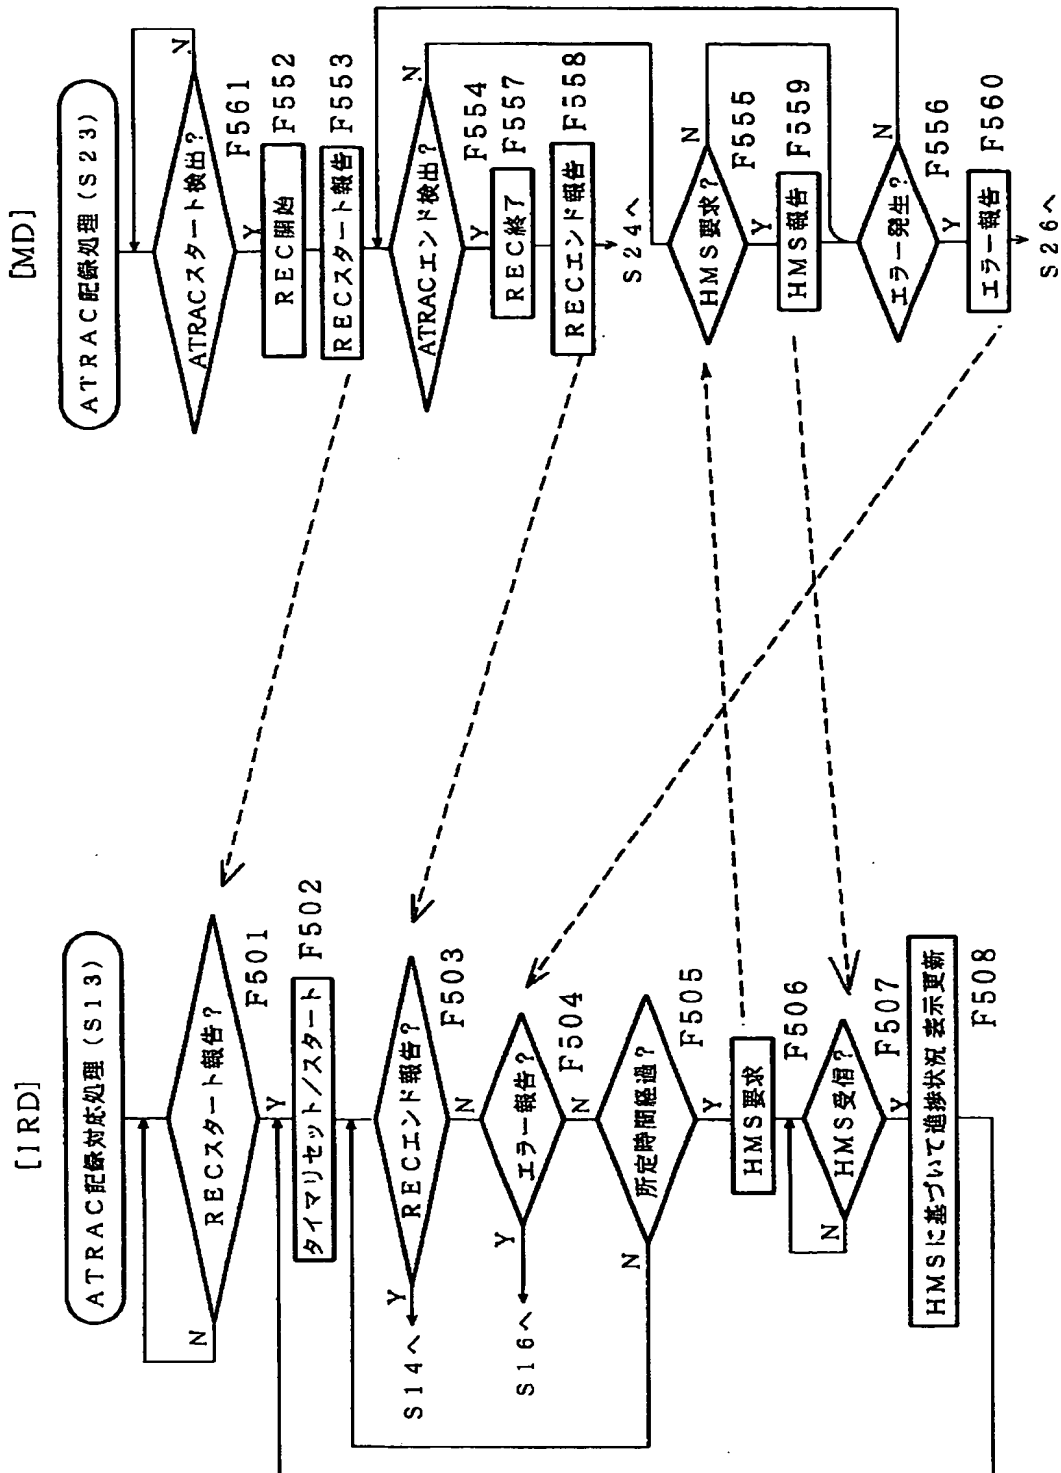 [IRD]
ATRAC記録対応処理(S13)
RECスタート報告?
N
Y
F501
タイマリセット/スタート
F502
RECエンド報告?
Y
S14へ
N
F503
エラー報告?
Y
S16へ
N
F504
所定時間経過?
N
Y
F505
HMS要求
F506
HMS受信?
N
Y
F507
HMSに基づいて進捗状況 表示更新
F508
[MD]
ATRAC記録処理(S23)
ATRACスタート検出?
N
Y
F561
REC開始
F552
RECスタート報告
F553
ATRACエンド検出?
N
Y
F554
REC終了
F557
RECエンド報告
F558
S24へ
HMS要求?
N
Y
F555
HMS報告
F559
エラー発生?
N
Y
F556
エラー報告
F560
S26へ